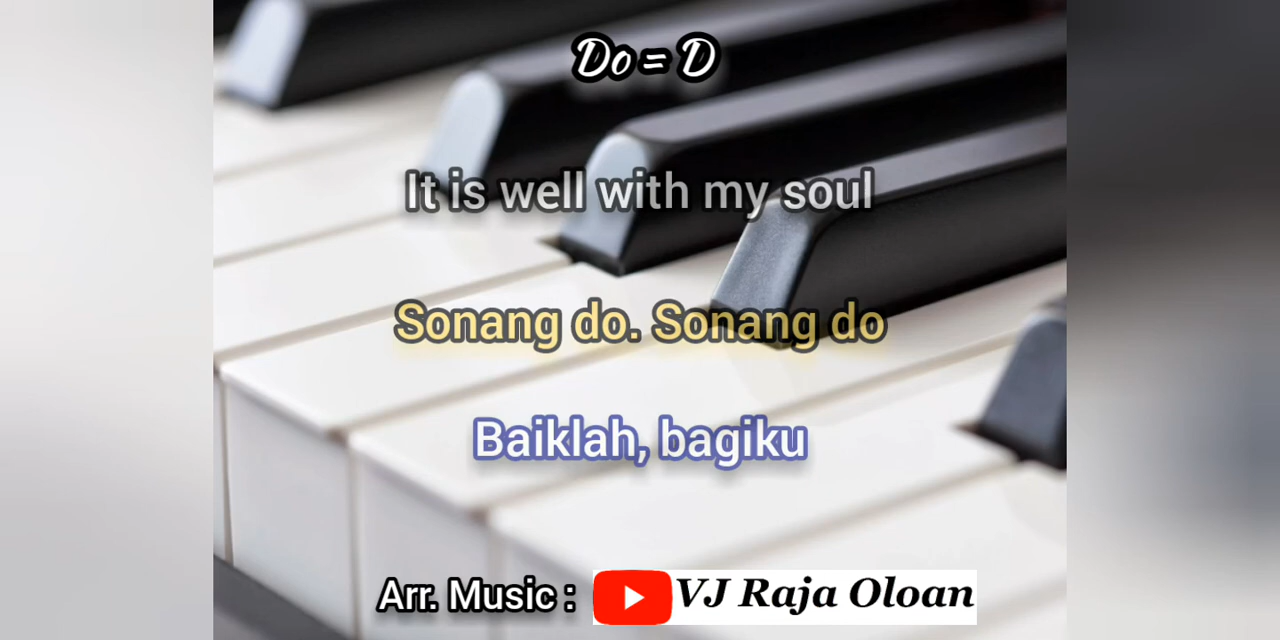 Do = D
It is well with my soul
Sonang do. Sonang do
Baiklah, bagiku
Arr. Music : VJ Raja Oloan